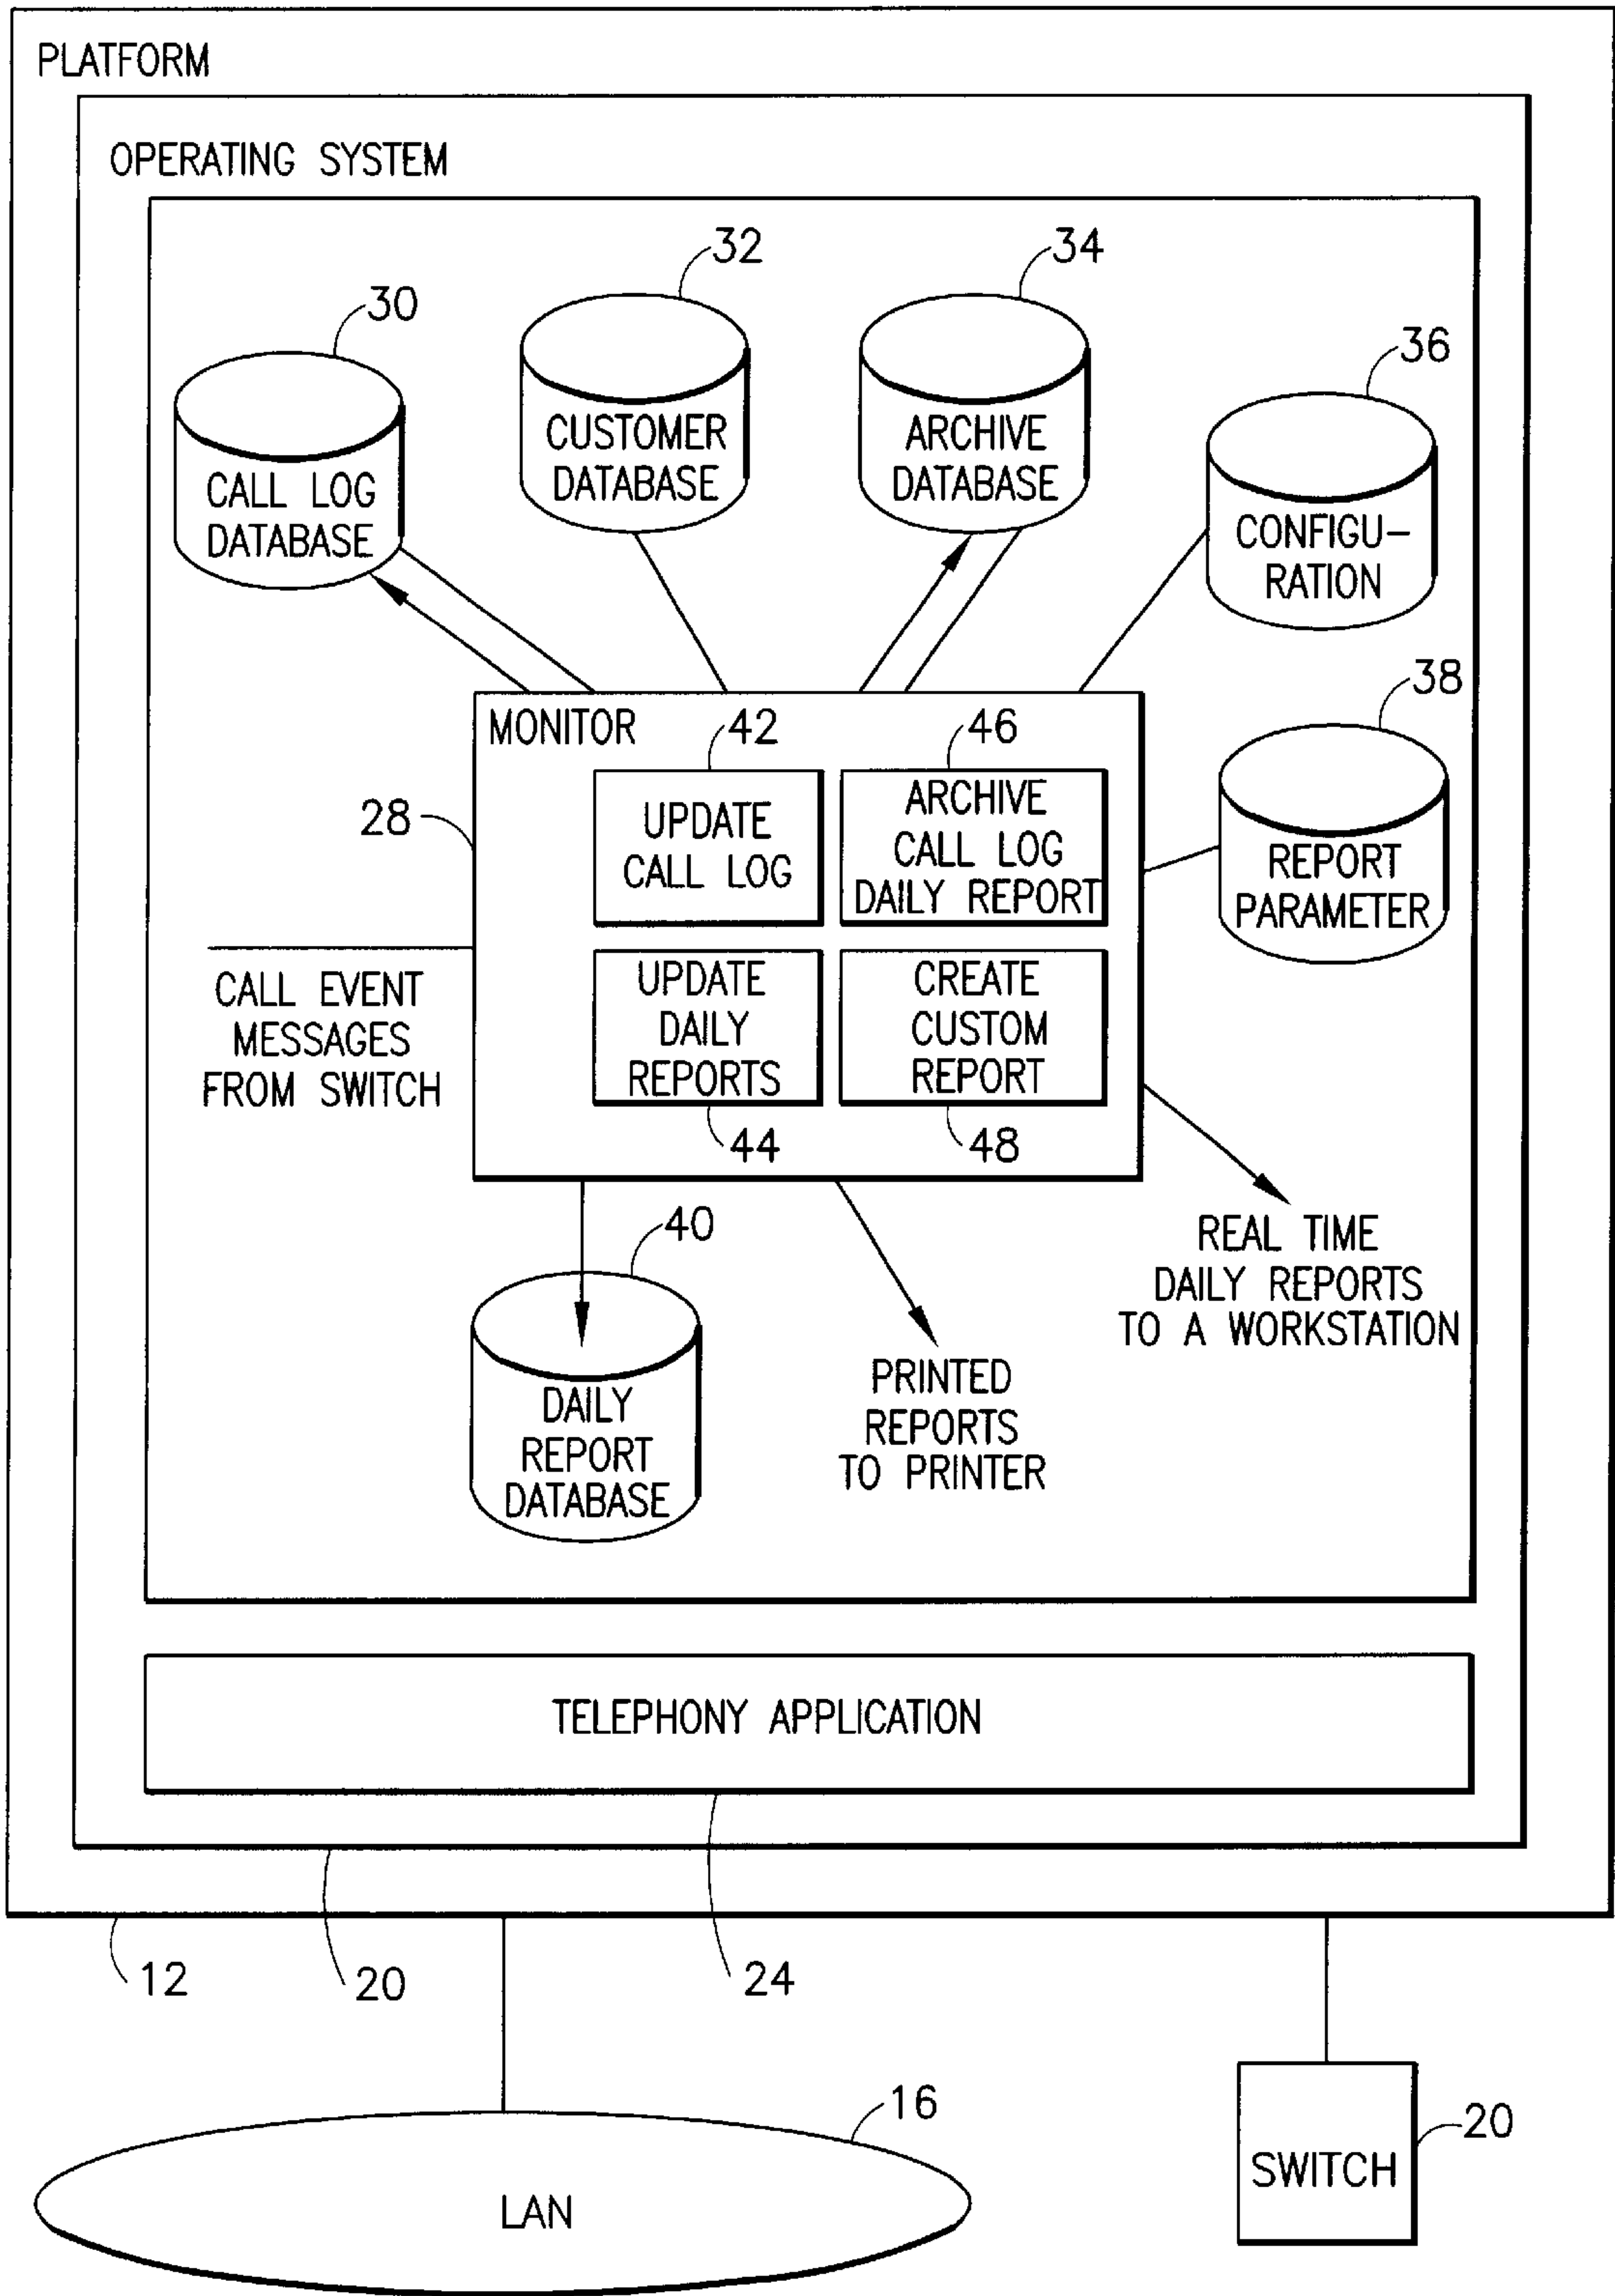 PLATFORM
OPERATING SYSTEM
32
34
30
36
CUSTOMER
DATABASE
ARCHIVE
DATABASE
CALL LOG
DATABASE
CONFIGU-
RATION
38
MONITOR
42
46
28
UPDATE
CALL LOG
ARCHIVE
CALL LOG
DAILY REPORT
REPORT
PARAMETER
CALL EVENT
MESSAGES
FROM SWITCH
UPDATE
DAILY
REPORTS
CREATE
CUSTOM
REPORT
44
48
40
REAL TIME
DAILY REPORTS
TO A WORKSTATION
DAILY
REPORT
DATABASE
PRINTED
REPORTS
TO PRINTER
TELEPHONY APPLICATION
12
20
24
16
LAN
20
SWITCH